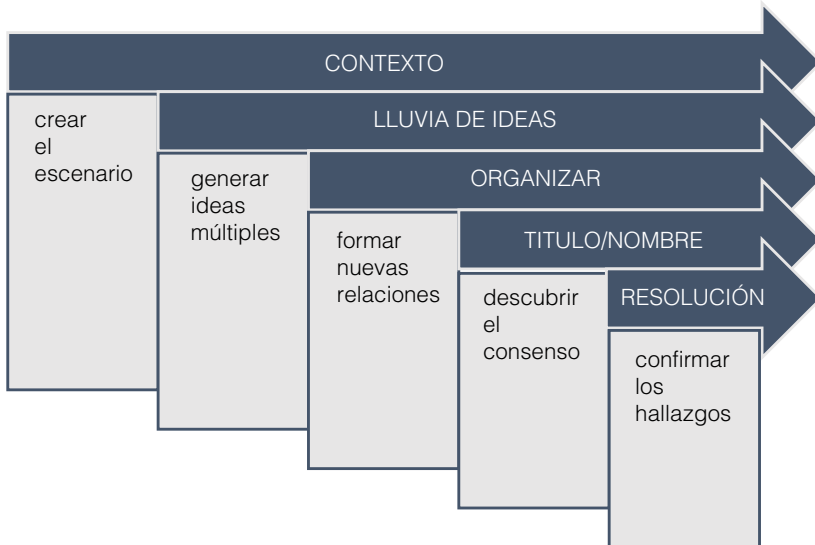 CONTEXTO
crear
el
escenario
LLUVIA DE IDEAS
generar
ideas
múltiples
ORGANIZAR
formar
nuevas
relaciones
TITULO/NOMBRE
descubrir
el
consenso
RESOLUCIÓN
confirmar
los
hallazgos